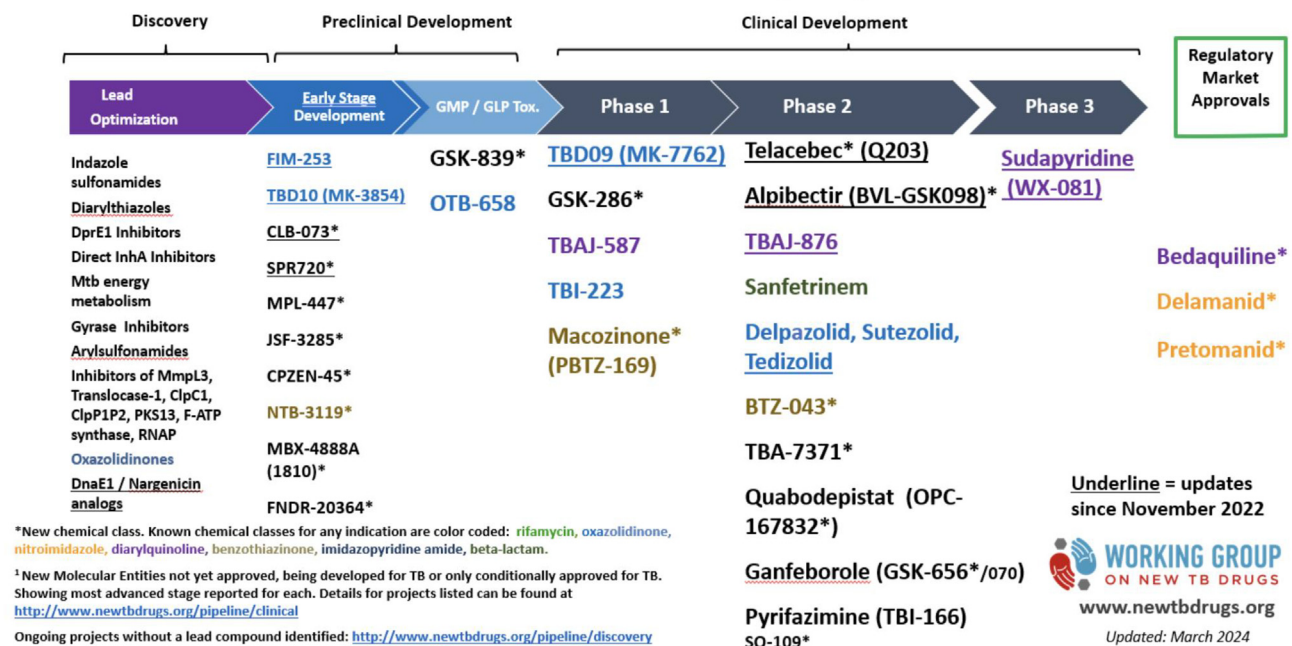 Discovery
Preclinical Development
Clinical Development
Regulatory
Market
Approvals
Lead
Optimization
Early Stage
Development
GMP / GLP Tox.
Phase 1
Phase 2
Phase 3
Indazole
sulfonamides
Diarylthiazoles
DprE1 Inhibitors
Direct InhA Inhibitors
Mtb energy
metabolism
Gyrase Inhibitors
Arylsulfonamides
Inhibitors of MmpL3,
Translocase-1, ClpC1,
ClpP1P2, PKS13, F-ATP
synthase, RNAP
Oxazolidinones
DnaE1 / Nargenicin
analogs
FIM-253
TBD10 (MK-3854)
CLB-073*
SPR720*
MPL-447*
JSF-3285*
CPZEN-45*
NTB-3119*
MBX-4888A
(1810)*
FNDR-20364*
GSK-839*
OTB-658
TBD09 (MK-7762)
GSK-286*
TBAJ-587
TBI-223
Macozinone*
(PBTZ-169)
Telacebec* (Q203)
Alpibectir (BVL-GSK098)*
TBAJ-876
Sanfetrinem
Delpazolid, Sutezolid,
Tedizolid
BTZ-043*
TBA-7371*
Quabodepistat (OPC-
167832*)
Ganfeborole (GSK-656*/070)
Pyrifazimine (TBI-166)
SQ-109*
Sudapyridine
(WX-081)
Bedaquiline*
Delamanid*
Pretomanid*
Underline = updates
since November 2022
*New chemical class. Known chemical classes for any indication are color coded: rifamycin, oxazolidinone,
nitroimidazole, diarylquinoline, benzothiazinone, imidazopyridine amide, beta-lactam.
1 New Molecular Entities not yet approved, being developed for TB or only conditionally approved for TB.
Showing most advanced stage reported for each. Details for projects listed can be found at
http://www.newtbdrugs.org/pipeline/clinical
Ongoing projects without a lead compound identified: http://www.newtbdrugs.org/pipeline/discovery
WORKING GROUP
ON NEW TB DRUGS
www.newtbdrugs.org
Updated: March 2024